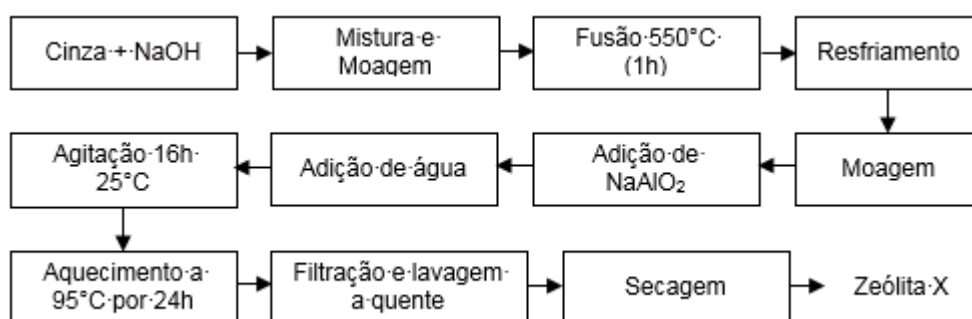 Cinza·+·NaOH
Mistura·e·
Moagem
Fusão·550°C·
(1h)
Resfriamento
Moagem
Adição·de·
NaAlO₂
Adição·de·água
Agitação·16h·
25°C
Aquecimento·a·
95°C·por·24h
Filtração·e·lavagem·
a·quente
Secagem
Zeólita·X